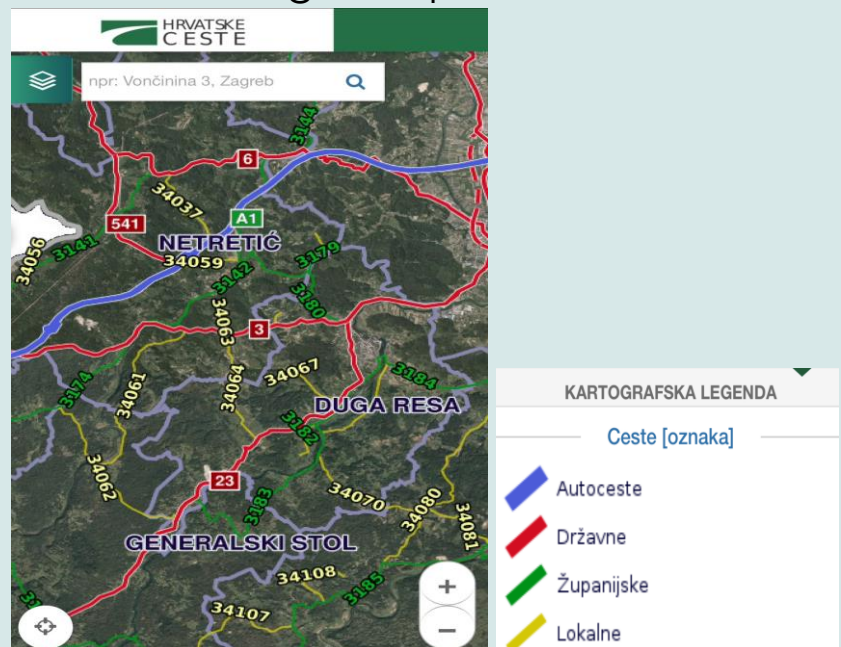 HRVATSKE
CESTE
npr: Vončinina 3, Zagreb
3144
6
34037
541
A1
NETRETIĆ
34056
3141
34059
3142
3179
3180
34063
3
3174
34061
34064
34067
3184
DUGA RESA
3182
34062
23
3183
34070
34080
34081
GENERALSKI STOL
34108
3185
34107
+
−
KARTOGRAFSKA LEGENDA
Ceste [oznaka]
Autoceste
Državne
Županijske
Lokalne